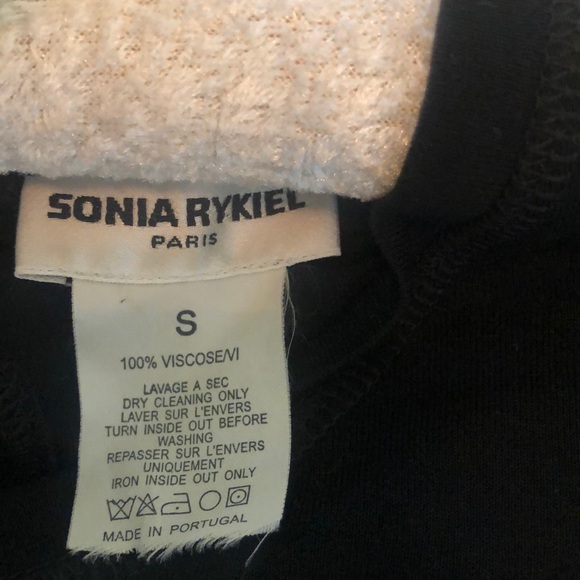 SONIA RYKIEL
PARIS
S
100% VISCOSE/VI
LAVAGE A SEC
DRY CLEANING ONLY
LAVER SUR L'ENVERS
TURN INSIDE OUT BEFORE
WASHING
REPASSER SUR L'ENVERS
UNIQUEMENT
IRON INSIDE OUT ONLY
MADE IN PORTUGAL